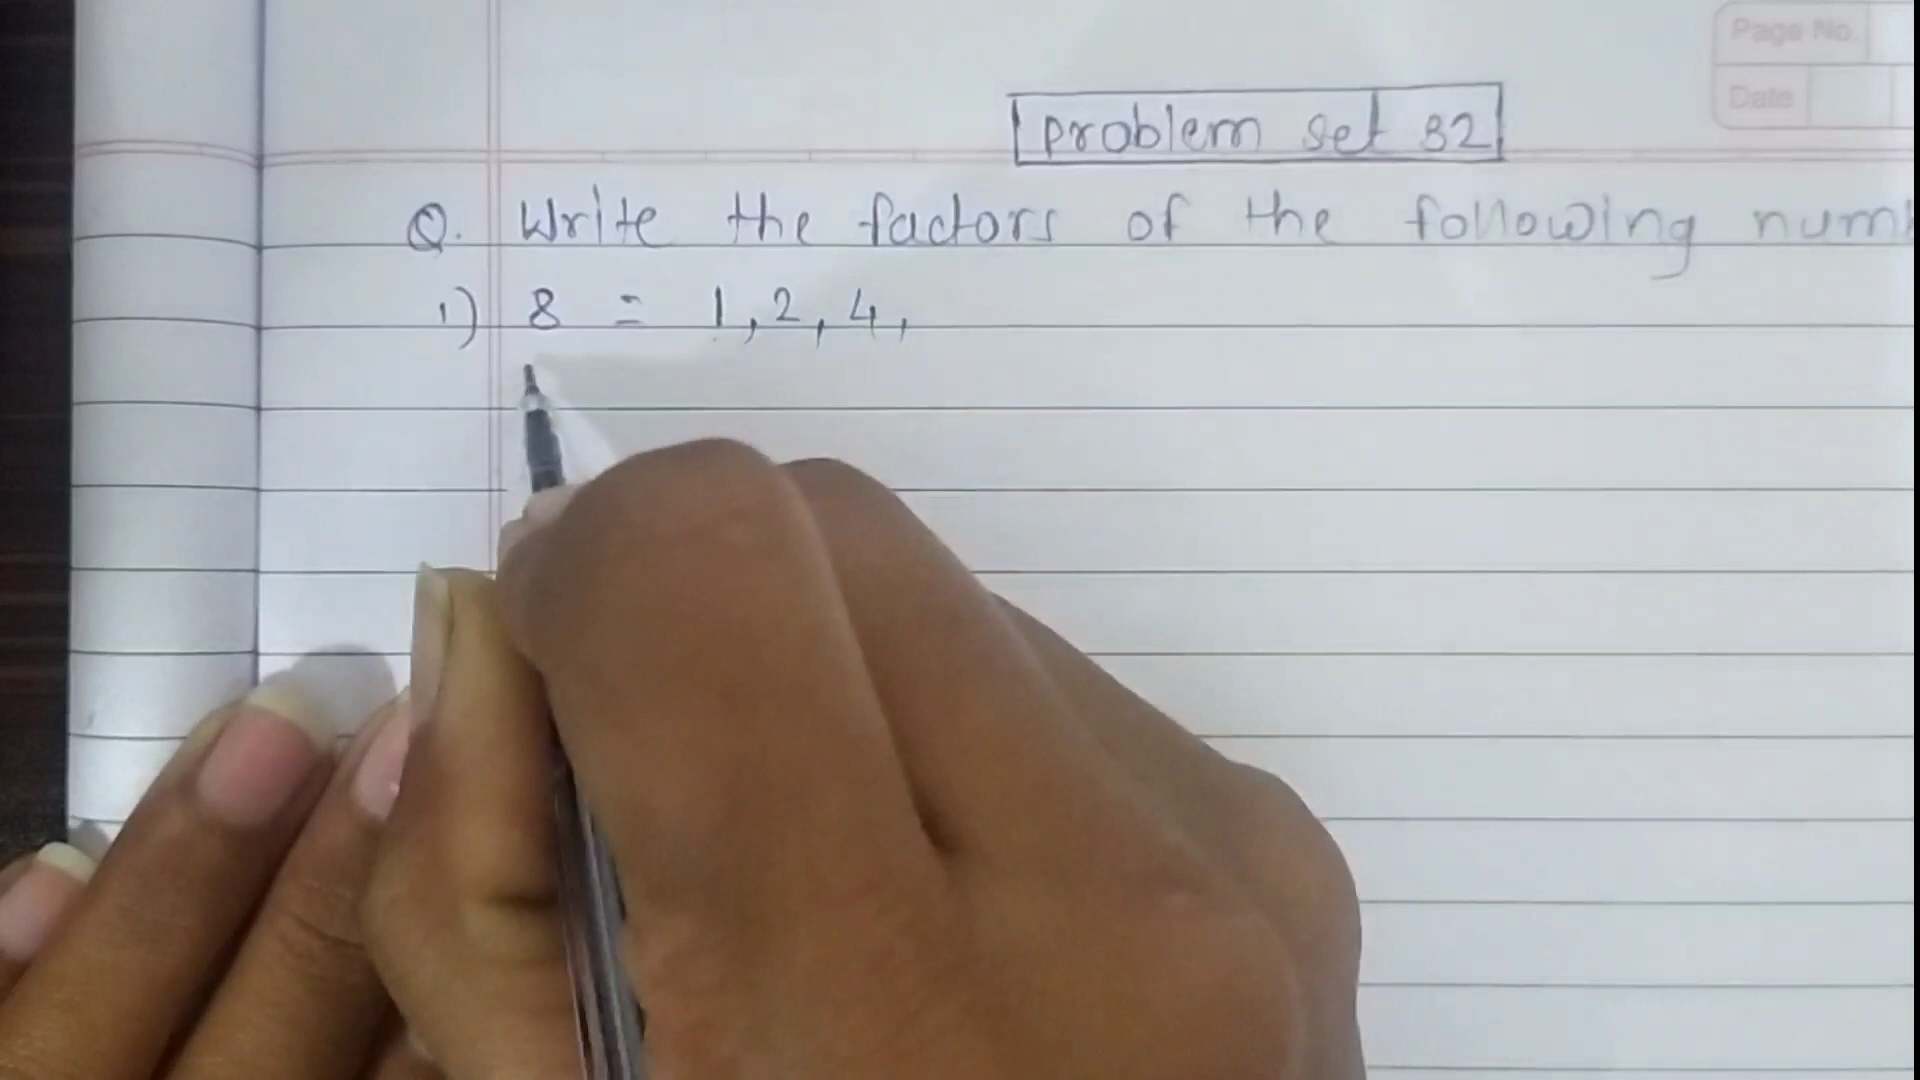 Page No.
Date
Problem set 32
Q. Write the factors of the following num
1) 8 = 1, 2, 4,